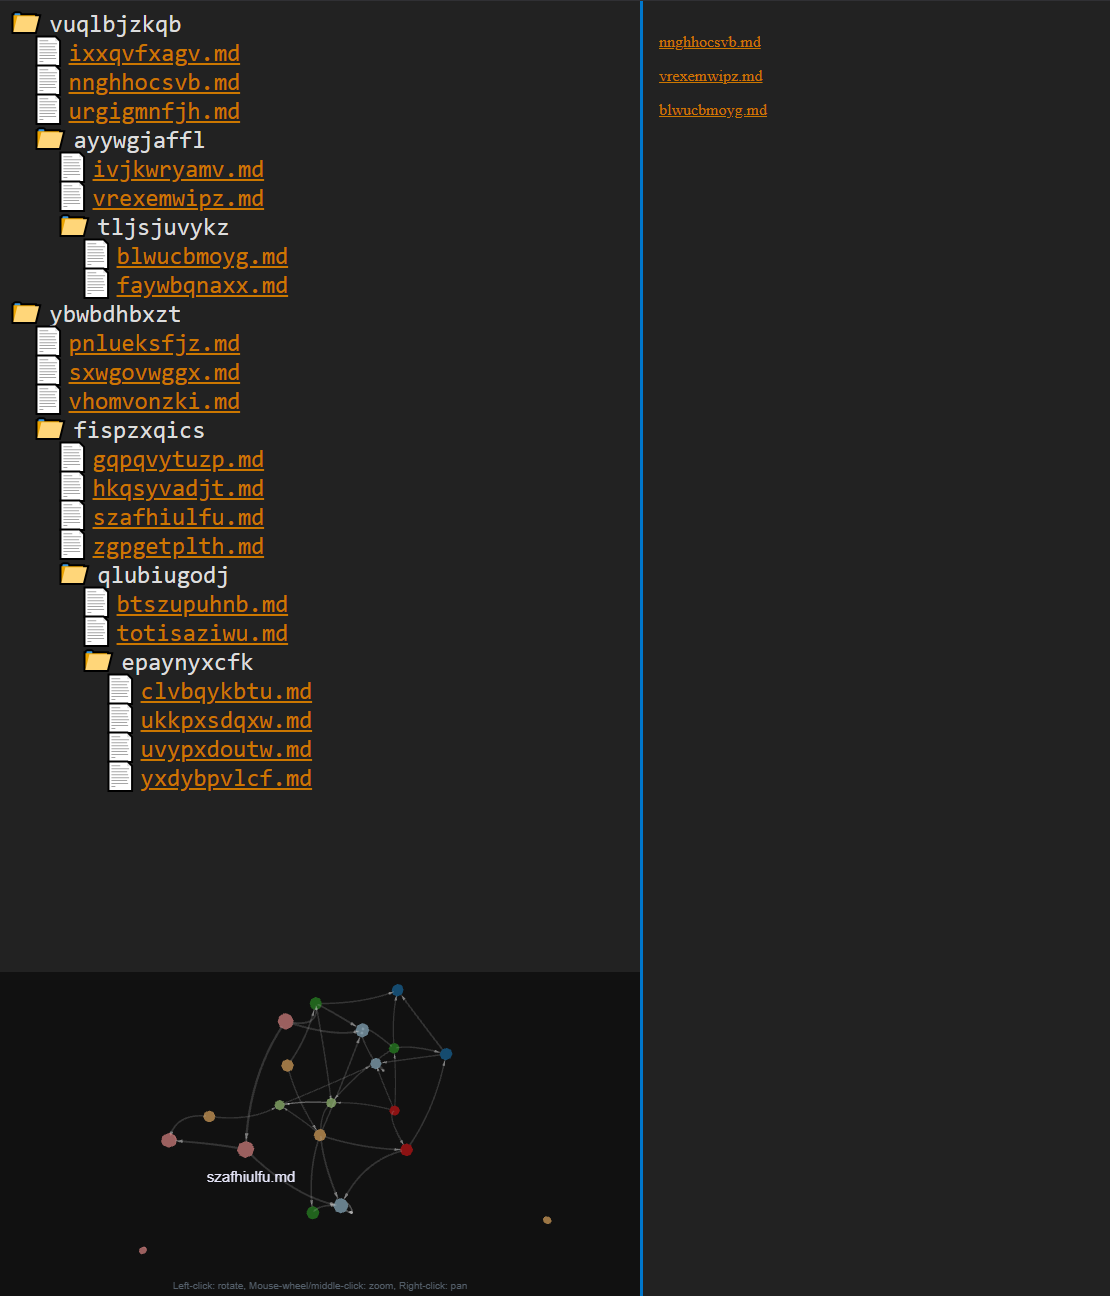 vuqlbjzkqb
ixxqvfxagv.md
nnghhocsvb.md
urgigmnfjh.md
ayywgjaffl
ivjkwryamv.md
vrexemwipz.md
tljsjuvykz
blwucbmoyg.md
faywbqnaxx.md
ybwbdhbxzt
pnlueksfjz.md
sxwgovwggx.md
vhomvonzki.md
fispzxqics
gqpqvytuzp.md
hkqsyvadjt.md
szafhiulfu.md
zgpgetplth.md
qlubiugodj
btszupuhnb.md
totisaziwu.md
epaynyxcfk
clvbqykbtu.md
ukkpxsdqxw.md
uvypxdoutw.md
yxdybpvlcf.md
szafhiulfu.md
Left-click: rotate, Mouse-wheel/middle-click: zoom, Right-click: pan
nnghhocsvb.md
vrexemwipz.md
blwucbmoyg.md